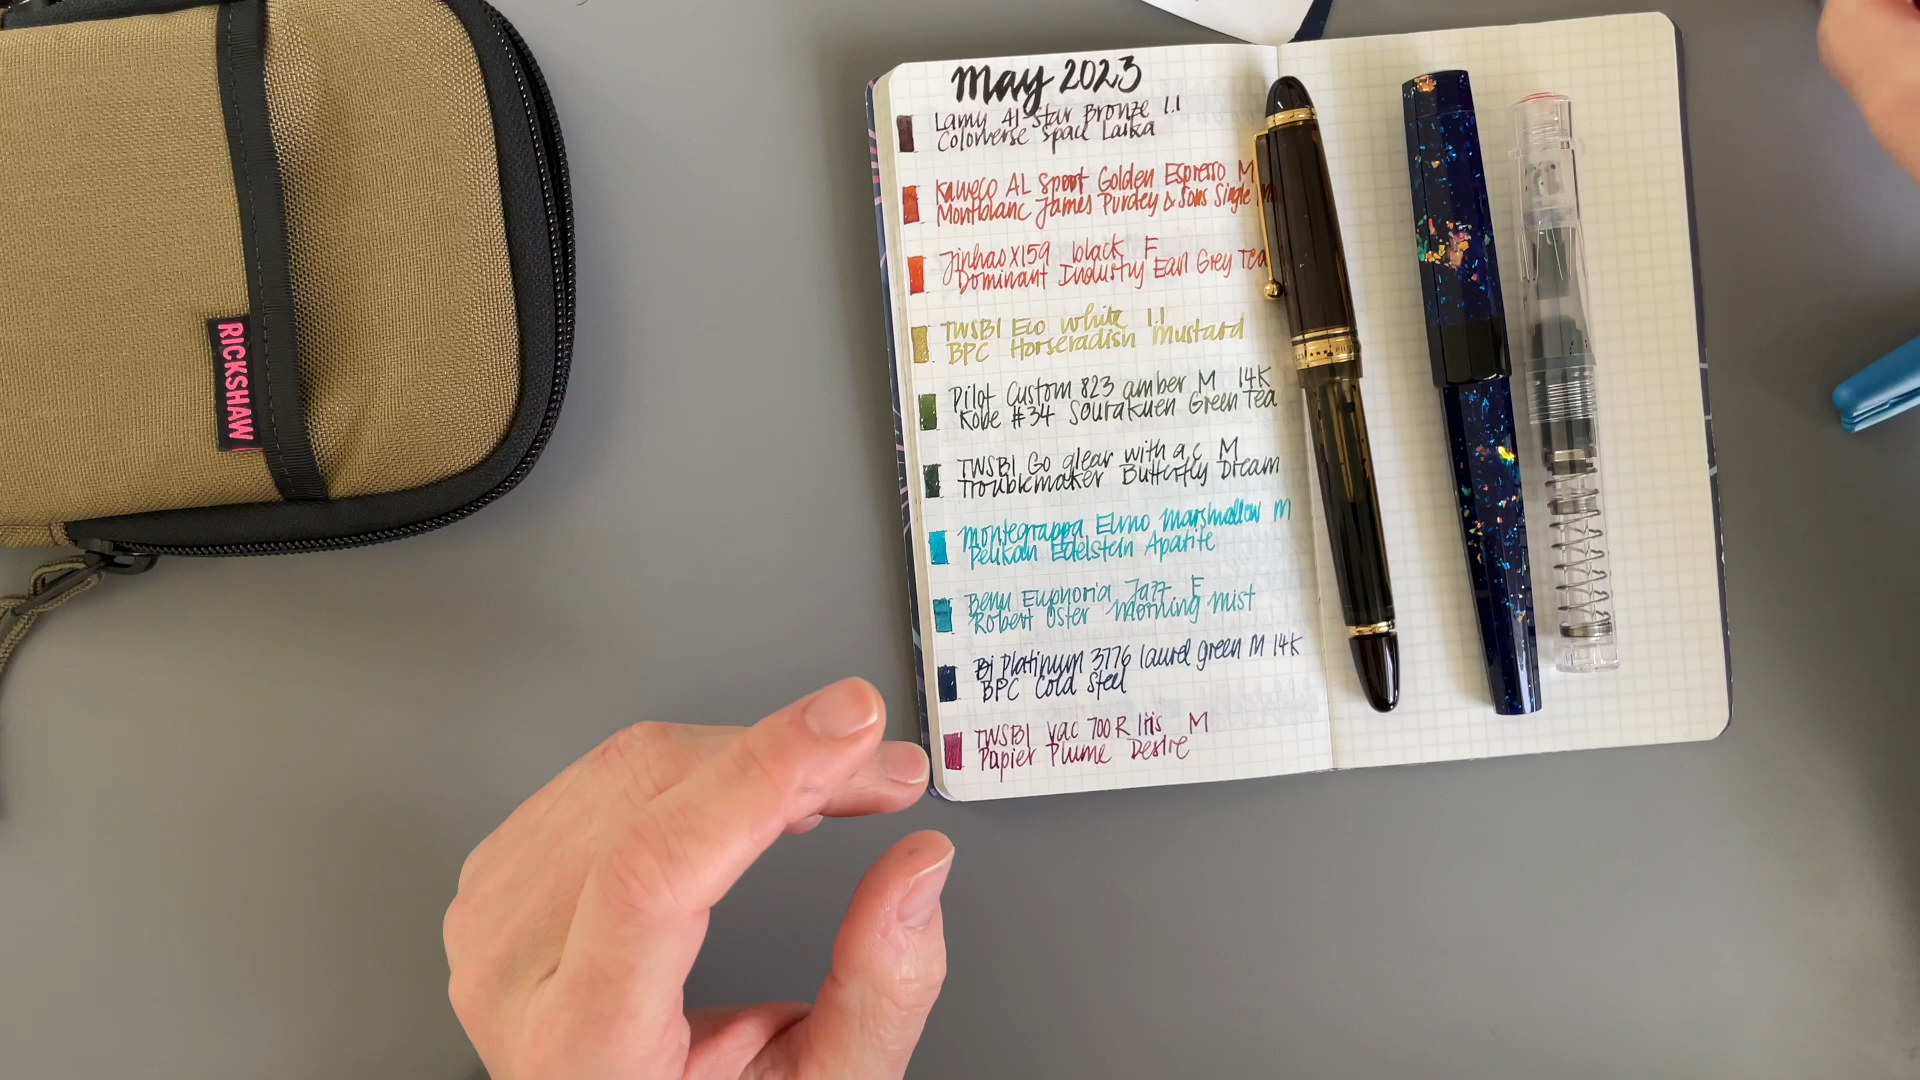 May 2023
Lamy Al Star Bronze 1.1
Colorverse Space Laika
Kaweco AL Sport Golden Espresso M
Montblanc James Purdey & Sons Single
Jinhao X159 black F
Dominant Industry Earl Grey Tea
TWSBI Eco white 1.1
BPC Horseradish Mustard
Pilot Custom 823 amber M 14K
Kobe #34 Sourakuen Green Tea
TWSBI Go glear with a c M
Troublemaker Butterfly Dream
Montegrappa Elmo Marshmallow M
Pelikan Edelstein Apatite
Benu Euphoria Jazz F
Robert Oster Morning Mist
Platinum 3776 laurel green M 14K
BPC Cold Steel
TWSBI Vac 700R Iris M
Papier Plume Desire
RICKSHAW